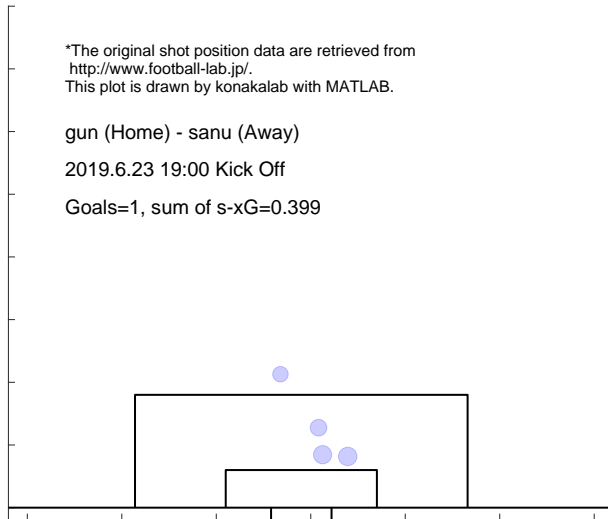 *The original shot position data are retrieved from
http://www.football-lab.jp/.
This plot is drawn by konakalab with MATLAB.
gun (Home) - sanu (Away)
2019.6.23 19:00 Kick Off
Goals=1, sum of s-xG=0.399